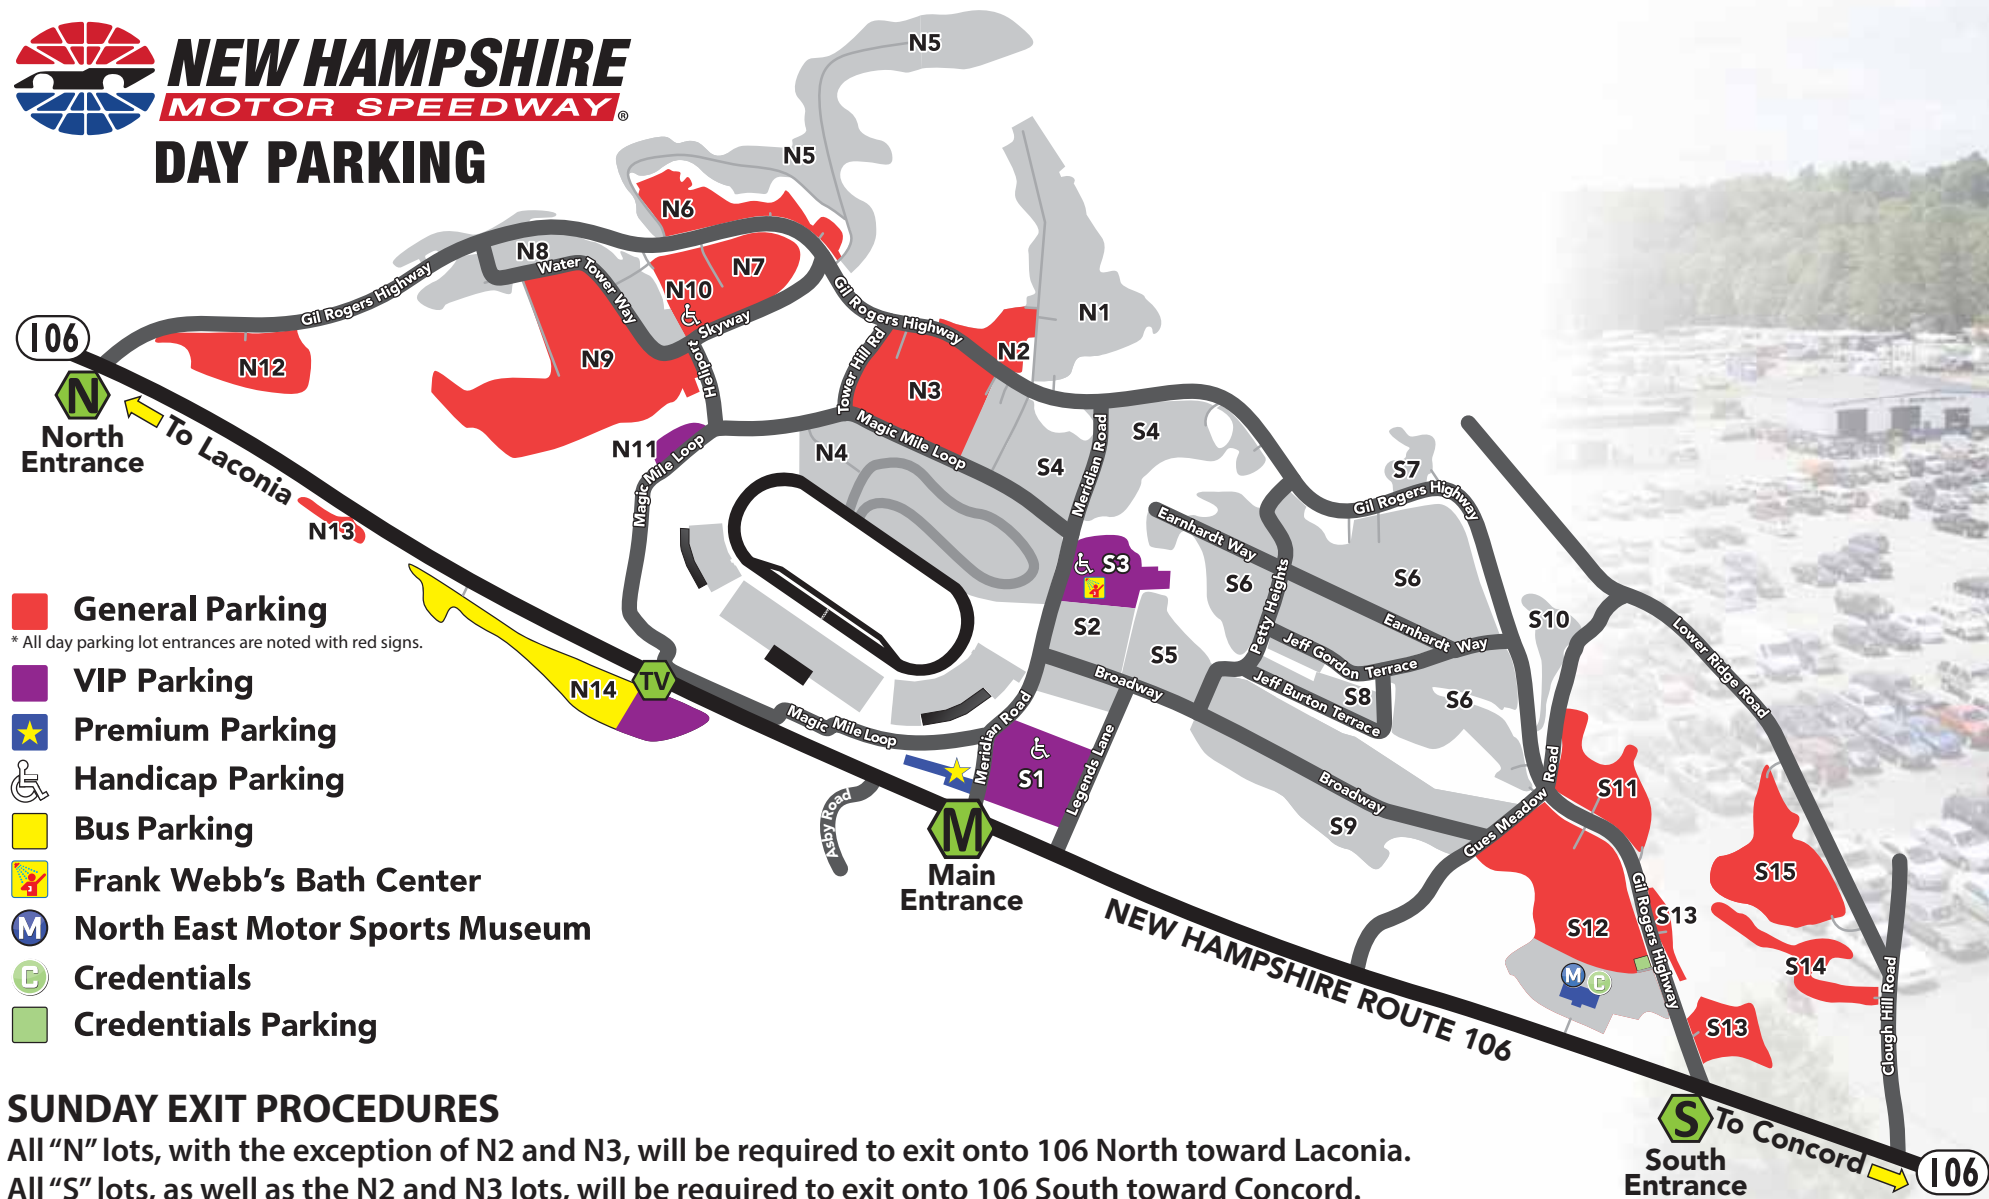 NEW HAMPSHIRE
MOTOR SPEEDWAY®
DAY PARKING
N5
N5
N6
N8
Water Tower Way
N7
N10
Skyway
Heliport
Gil Rogers Highway
Gil Rogers Highway
N1
N2
N3
Tower Hill Rd
106
N
North
Entrance
To Laconia
N12
N9
N11
Magic Mile Loop
Magic Mile Loop
Magic Mile Loop
N4
S4
S4
Meridian Road
S7
Gil Rogers Highway
N13
Earnhardt Way
S3
S6
S6
Petty Heights
Earnhardt Way
S2
S5
S10
Jeff Gordon Terrace
Jeff Burton Terrace
S8
S6
Lower Ridge Road
Broadway
General Parking
* All day parking lot entrances are noted with red signs.
VIP Parking
Premium Parking
Handicap Parking
Bus Parking
Frank Webb's Bath Center
M North East Motor Sports Museum
C Credentials
Credentials Parking
N14
TV
Magic Mile Loop
Meridian Road
S1
Legends Lane
Asby Road
M
Main
Entrance
Broadway
S9
Gues Meadow Road
S11
S15
S12
S13
Gil Rogers Highway
S14
M
C
S13
Clough Hill Road
NEW HAMPSHIRE ROUTE 106
S
South
Entrance
To Concord
106
SUNDAY EXIT PROCEDURES
All “N” lots, with the exception of N2 and N3, will be required to exit onto 106 North toward Laconia.
All “S” lots, as well as the N2 and N3 lots, will be required to exit onto 106 South toward Concord.